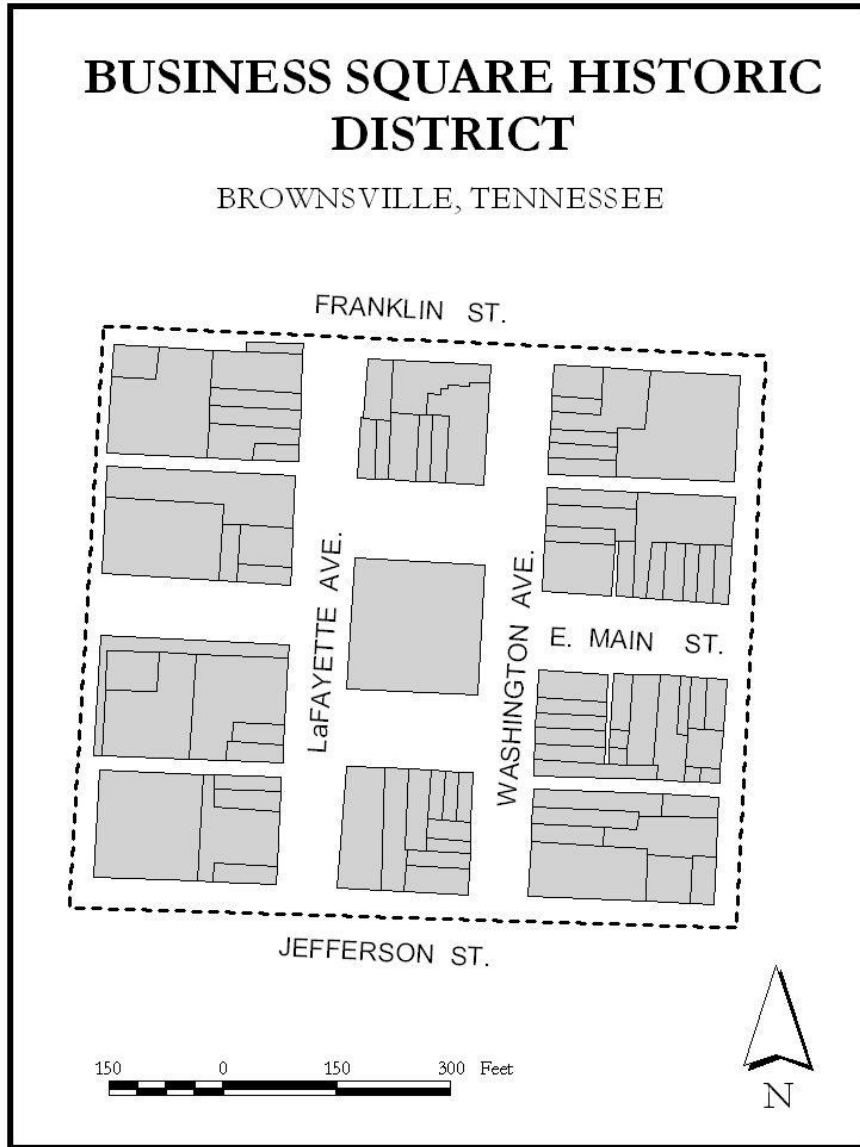 BUSINESS SQUARE HISTORIC
DISTRICT
BROWNSVILLE, TENNESSEE
FRANKLIN ST.
LaFAYETTE AVE.
WASHINGTON AVE.
E. MAIN ST.
JEFFERSON ST.
150 0 150 300 Feet
N